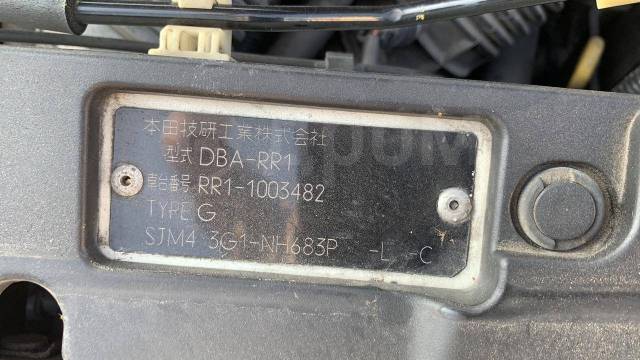 本田技研工業株式会社
型式 DBA-RR1
車台番号 RR1-1003482
TYPE G
SJM4 3G1-NH683P -L -C